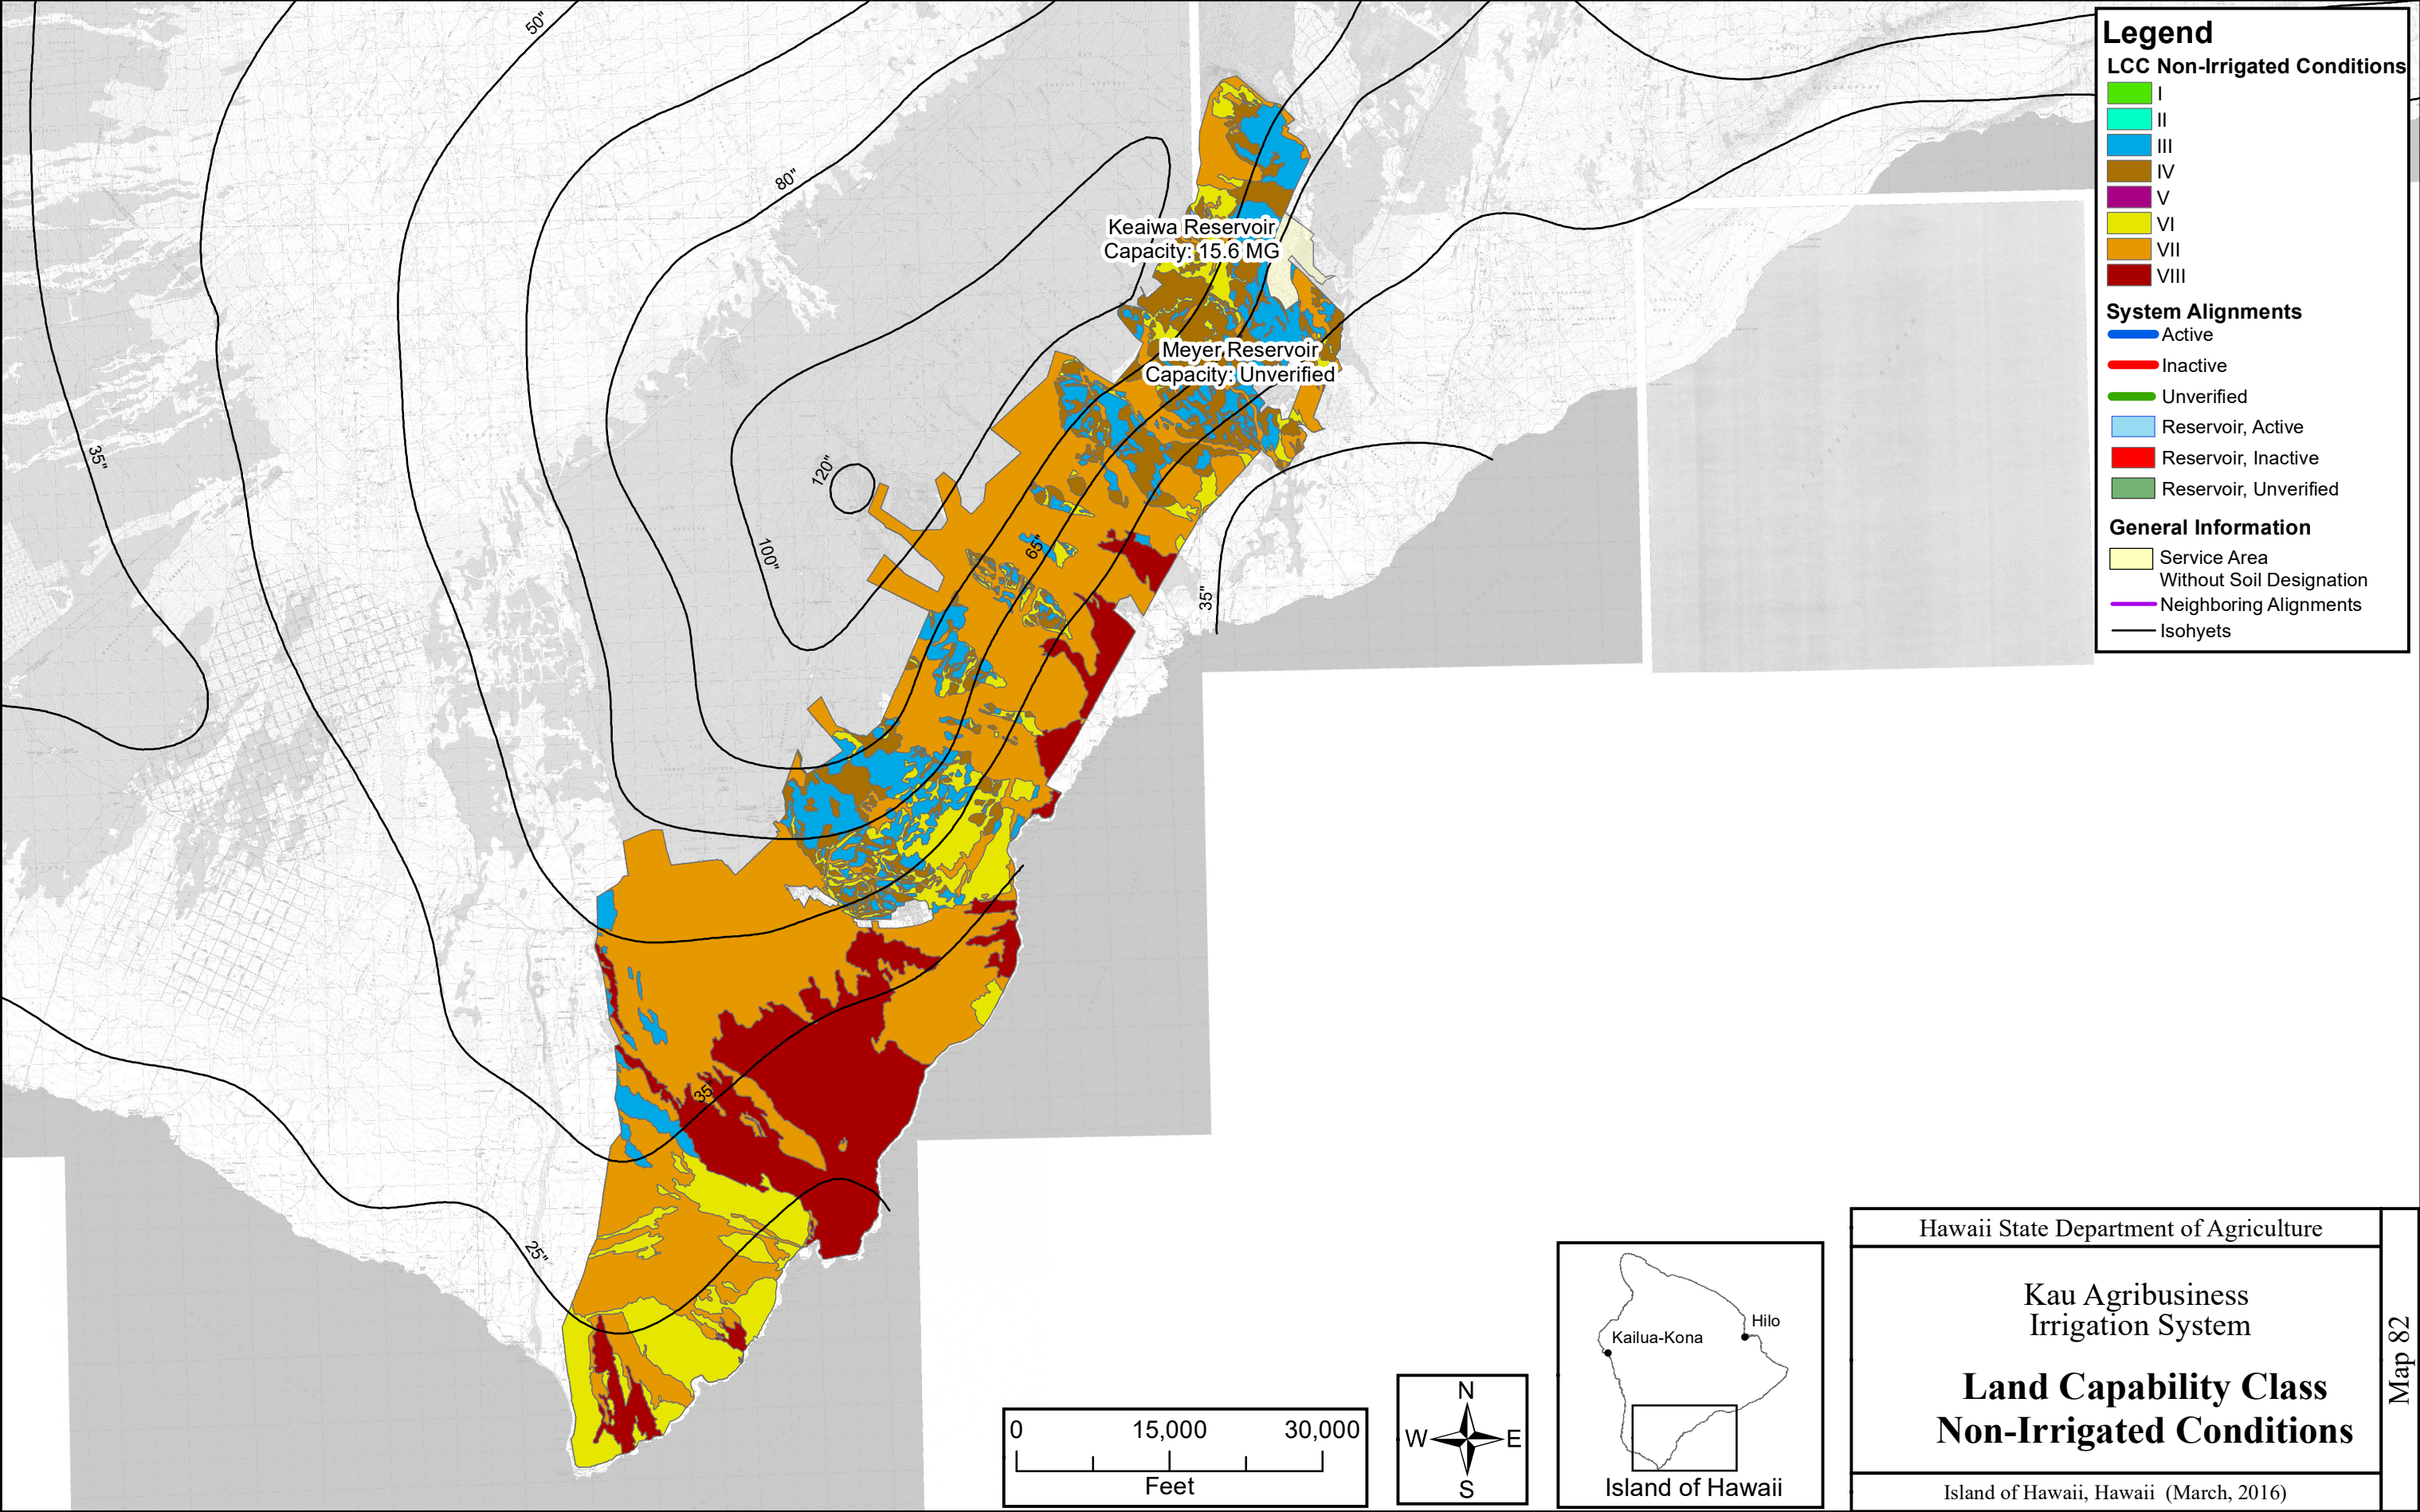 50"
80"
35"
120"
100"
65"
35"
35"
25"
Keaiwa Reservoir
Capacity: 15.6 MG
Meyer Reservoir
Capacity: Unverified
Legend
LCC Non-Irrigated Conditions
I
II
III
IV
V
VI
VII
VIII
System Alignments
Active
Inactive
Unverified
Reservoir, Active
Reservoir, Inactive
Reservoir, Unverified
General Information
Service Area
Without Soil Designation
Neighboring Alignments
Isohyets
0 15,000 30,000
Feet
N
W E
S
Hilo
Kailua-Kona
Island of Hawaii
Hawaii State Department of Agriculture
Kau Agribusiness
Irrigation System
Land Capability Class
Non-Irrigated Conditions
Island of Hawaii, Hawaii (March, 2016)
Map 82